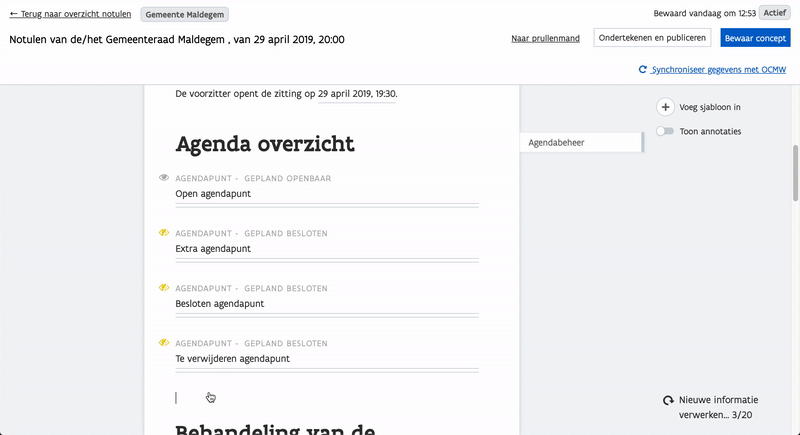 ← Terug naar overzicht notulen Gemeente Maldegem
Bewaard vandaag om 12:53 Actief
Notulen van de/het Gemeenteraad Maldegem , van 29 april 2019, 20:00
Naar prullenmand Ondertekenen en publiceren Bewaar concept
Synchroniseer gegevens met OCMW
De voorzitter opent de zitting op 29 april 2019, 19:30.
Voeg sjabloon in
Toon annotaties
Agenda overzicht
Agendabeheer
AGENDAPUNT - GEPLAND OPENBAAR
Open agendapunt
AGENDAPUNT - GEPLAND BESLOTEN
Extra agendapunt
AGENDAPUNT - GEPLAND BESLOTEN
Besloten agendapunt
AGENDAPUNT - GEPLAND BESLOTEN
Te verwijderen agendapunt
Nieuwe informatie
verwerken... 3/20
Behandeling van de